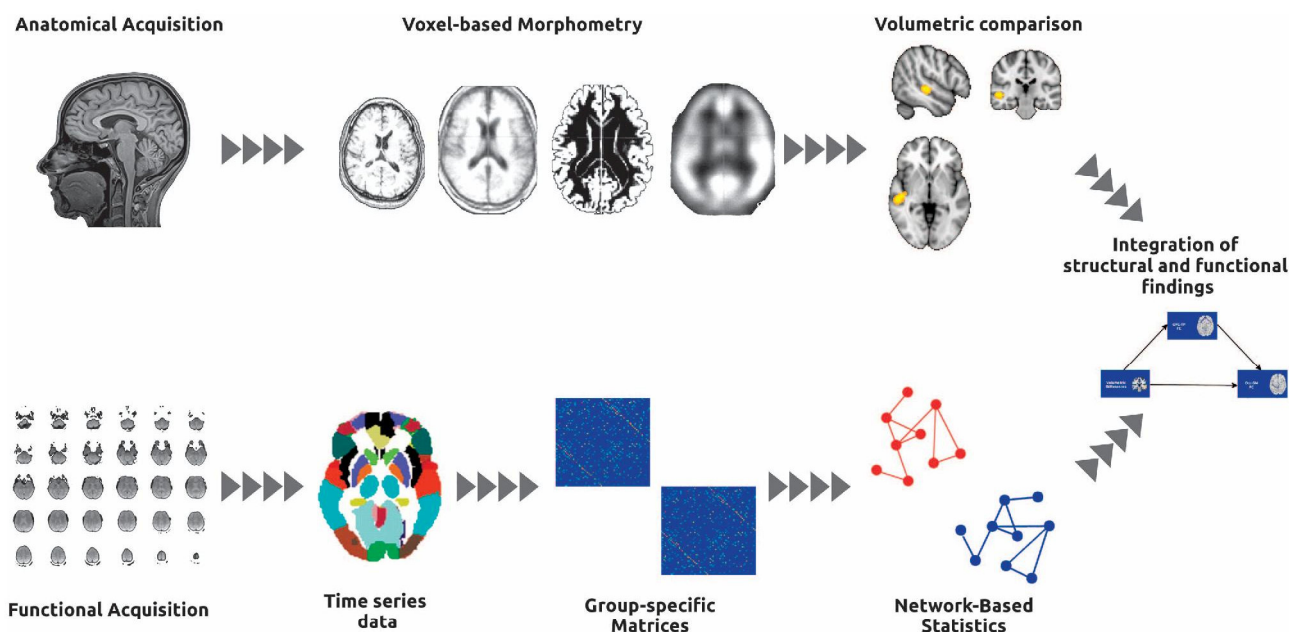 Anatomical Acquisition
Voxel-based Morphometry
Volumetric comparison
Integration of
structural and functional
findings
Functional Acquisition
Time series
data
Group-specific
Matrices
Network-Based
Statistics